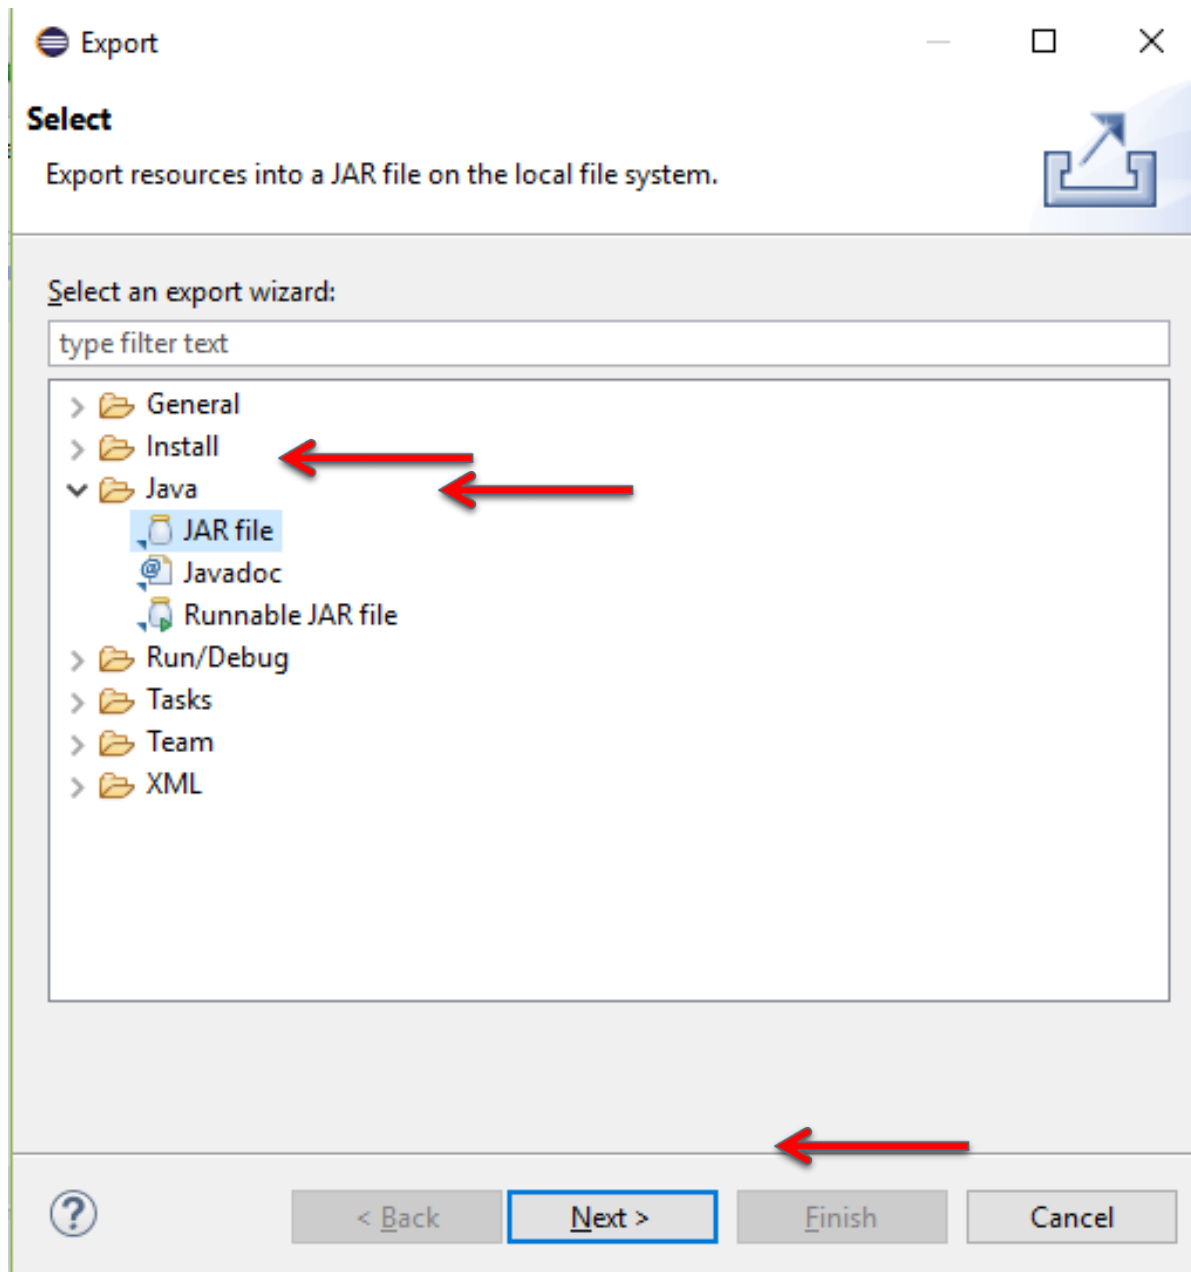 Export
Select
Export resources into a JAR file on the local file system.
Select an export wizard:
type filter text
General
Install
Java
JAR file
Javadoc
Runnable JAR file
Run/Debug
Tasks
Team
XML
< Back Next > Finish Cancel